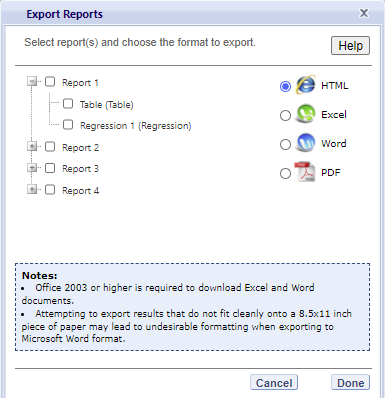 Export Reports
X
Select report(s) and choose the format to export.
Help
Report 1
Table (Table)
Regression 1 (Regression)
Report 2
Report 3
Report 4
HTML
Excel
Word
PDF
Notes:
• Office 2003 or higher is required to download Excel and Word
documents.
• Attempting to export results that do not fit cleanly onto a 8.5x11 inch
piece of paper may lead to undesirable formatting when exporting to
Microsoft Word format.
Cancel
Done